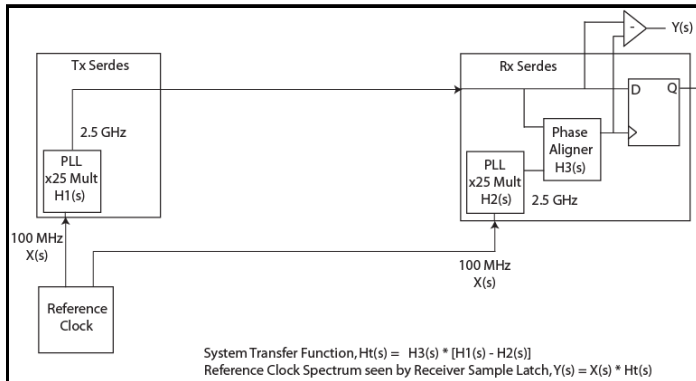 Y(s)
-
Tx Serdes
Rx Serdes
D
Q
2.5 GHz
Phase
Aligner
H3(s)
PLL
x25 Mult
H1(s)
PLL
x25 Mult
H2(s)
2.5 GHz
100 MHz
X(s)
100 MHz
X(s)
Reference
Clock
System Transfer Function, Ht(s) = H3(s) * [H1(s) - H2(s)]
Reference Clock Spectrum seen by Receiver Sample Latch, Y(s) = X(s) * Ht(s)